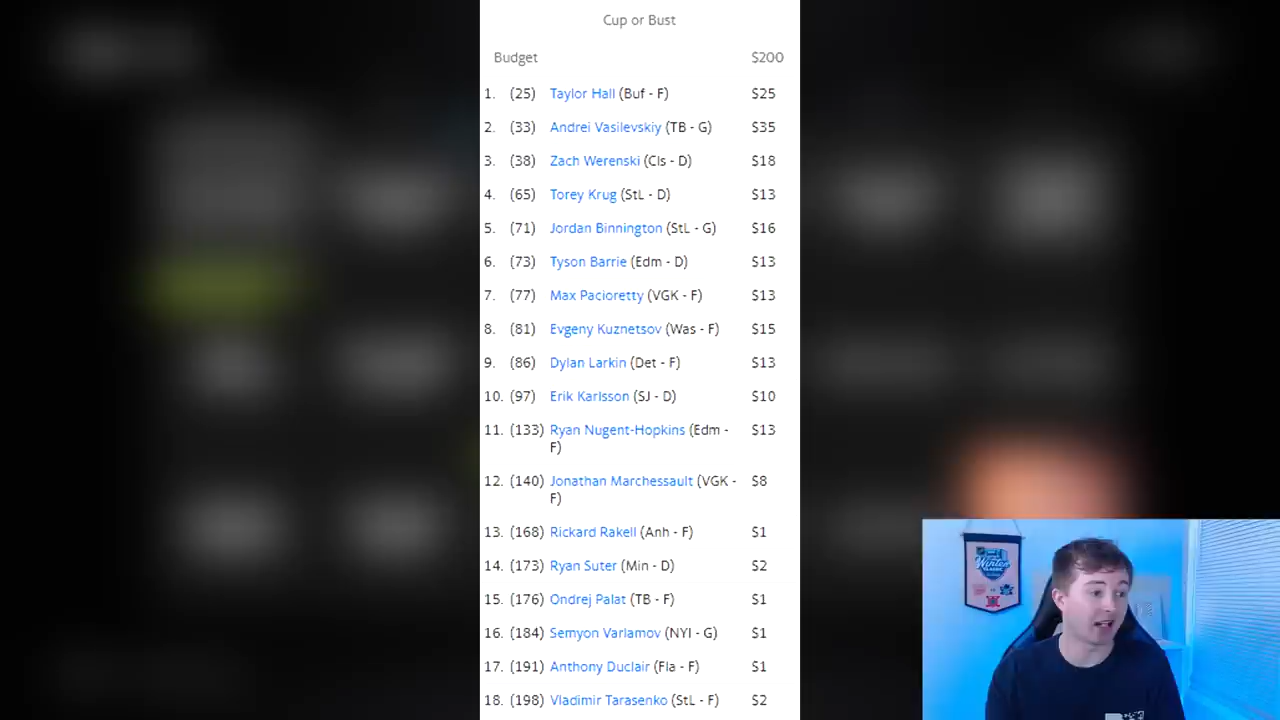 Cup or Bust
Budget $200
1. (25) Taylor Hall (Buf - F) $25
2. (33) Andrei Vasilevskiy (TB - G) $35
3. (38) Zach Werenski (Cls - D) $18
4. (65) Torey Krug (StL - D) $13
5. (71) Jordan Binnington (StL - G) $16
6. (73) Tyson Barrie (Edm - D) $13
7. (77) Max Pacioretty (VGK - F) $13
8. (81) Evgeny Kuznetsov (Was - F) $15
9. (86) Dylan Larkin (Det - F) $13
10. (97) Erik Karlsson (SJ - D) $10
11. (133) Ryan Nugent-Hopkins (Edm - $13
F)
12. (140) Jonathan Marchessault (VGK - $8
F)
13. (168) Rickard Rakell (Anh - F) $1
14. (173) Ryan Suter (Min - D) $2
15. (176) Ondrej Palat (TB - F) $1
16. (184) Semyon Varlamov (NYI - G) $1
17. (191) Anthony Duclair (Fla - F) $1
18. (198) Vladimir Tarasenko (StL - F) $2
Winter
CLASSIC